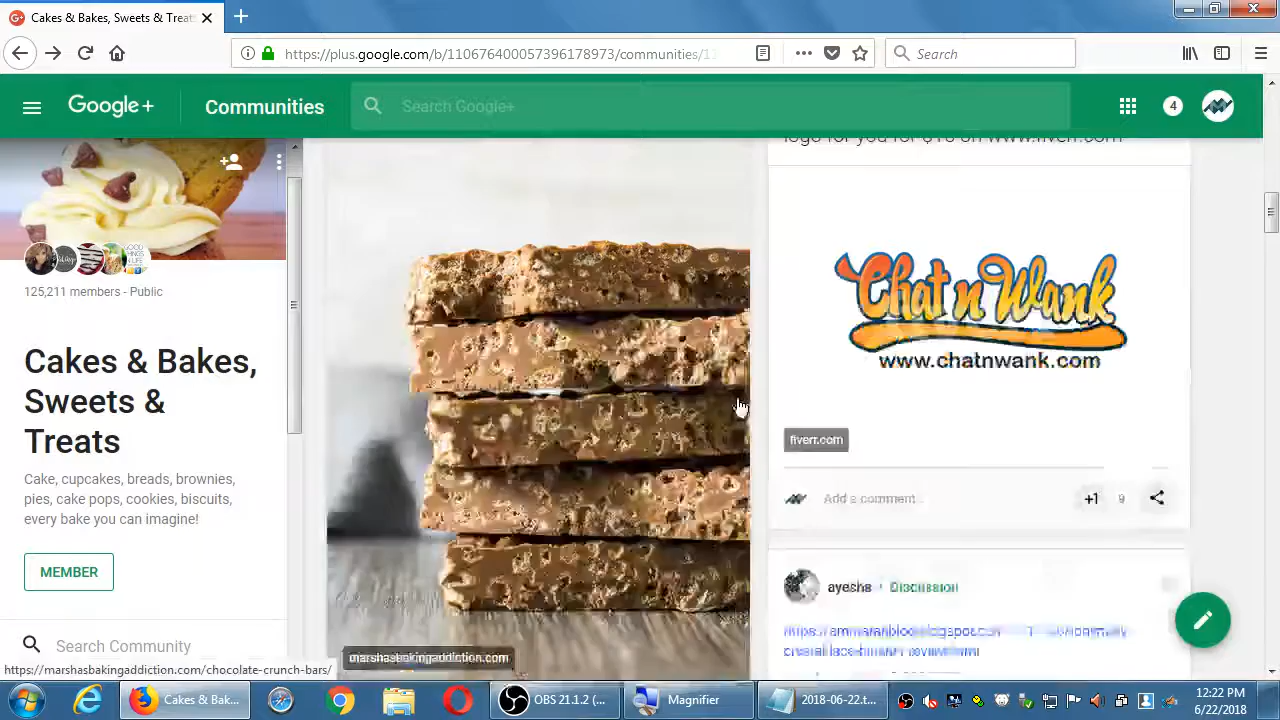 Cakes & Bakes, Sweets & Treat
https://plus.google.com/b/110676400057396178973/communities/11
Search
Google+
Communities
Search Google+
4
125,211 members - Public
Cakes & Bakes,
Sweets &
Treats
Cake, cupcakes, breads, brownies,
pies, cake pops, cookies, biscuits,
every bake you can imagine!
MEMBER
Search Community
marshasbakingaddiction.com
logo for you for $10 on www.fiverr.com
Chat n Wank
www.chatnwank.com
fiverr.com
Add a comment...
+1
9
ayesha
Discussion
https://marshasbakingaddiction.com/chocolate-crunch-bars/
Cakes & Bak...
OBS 21.1.2 (...
Magnifier
2018-06-22.t...
12:22 PM
6/22/2018